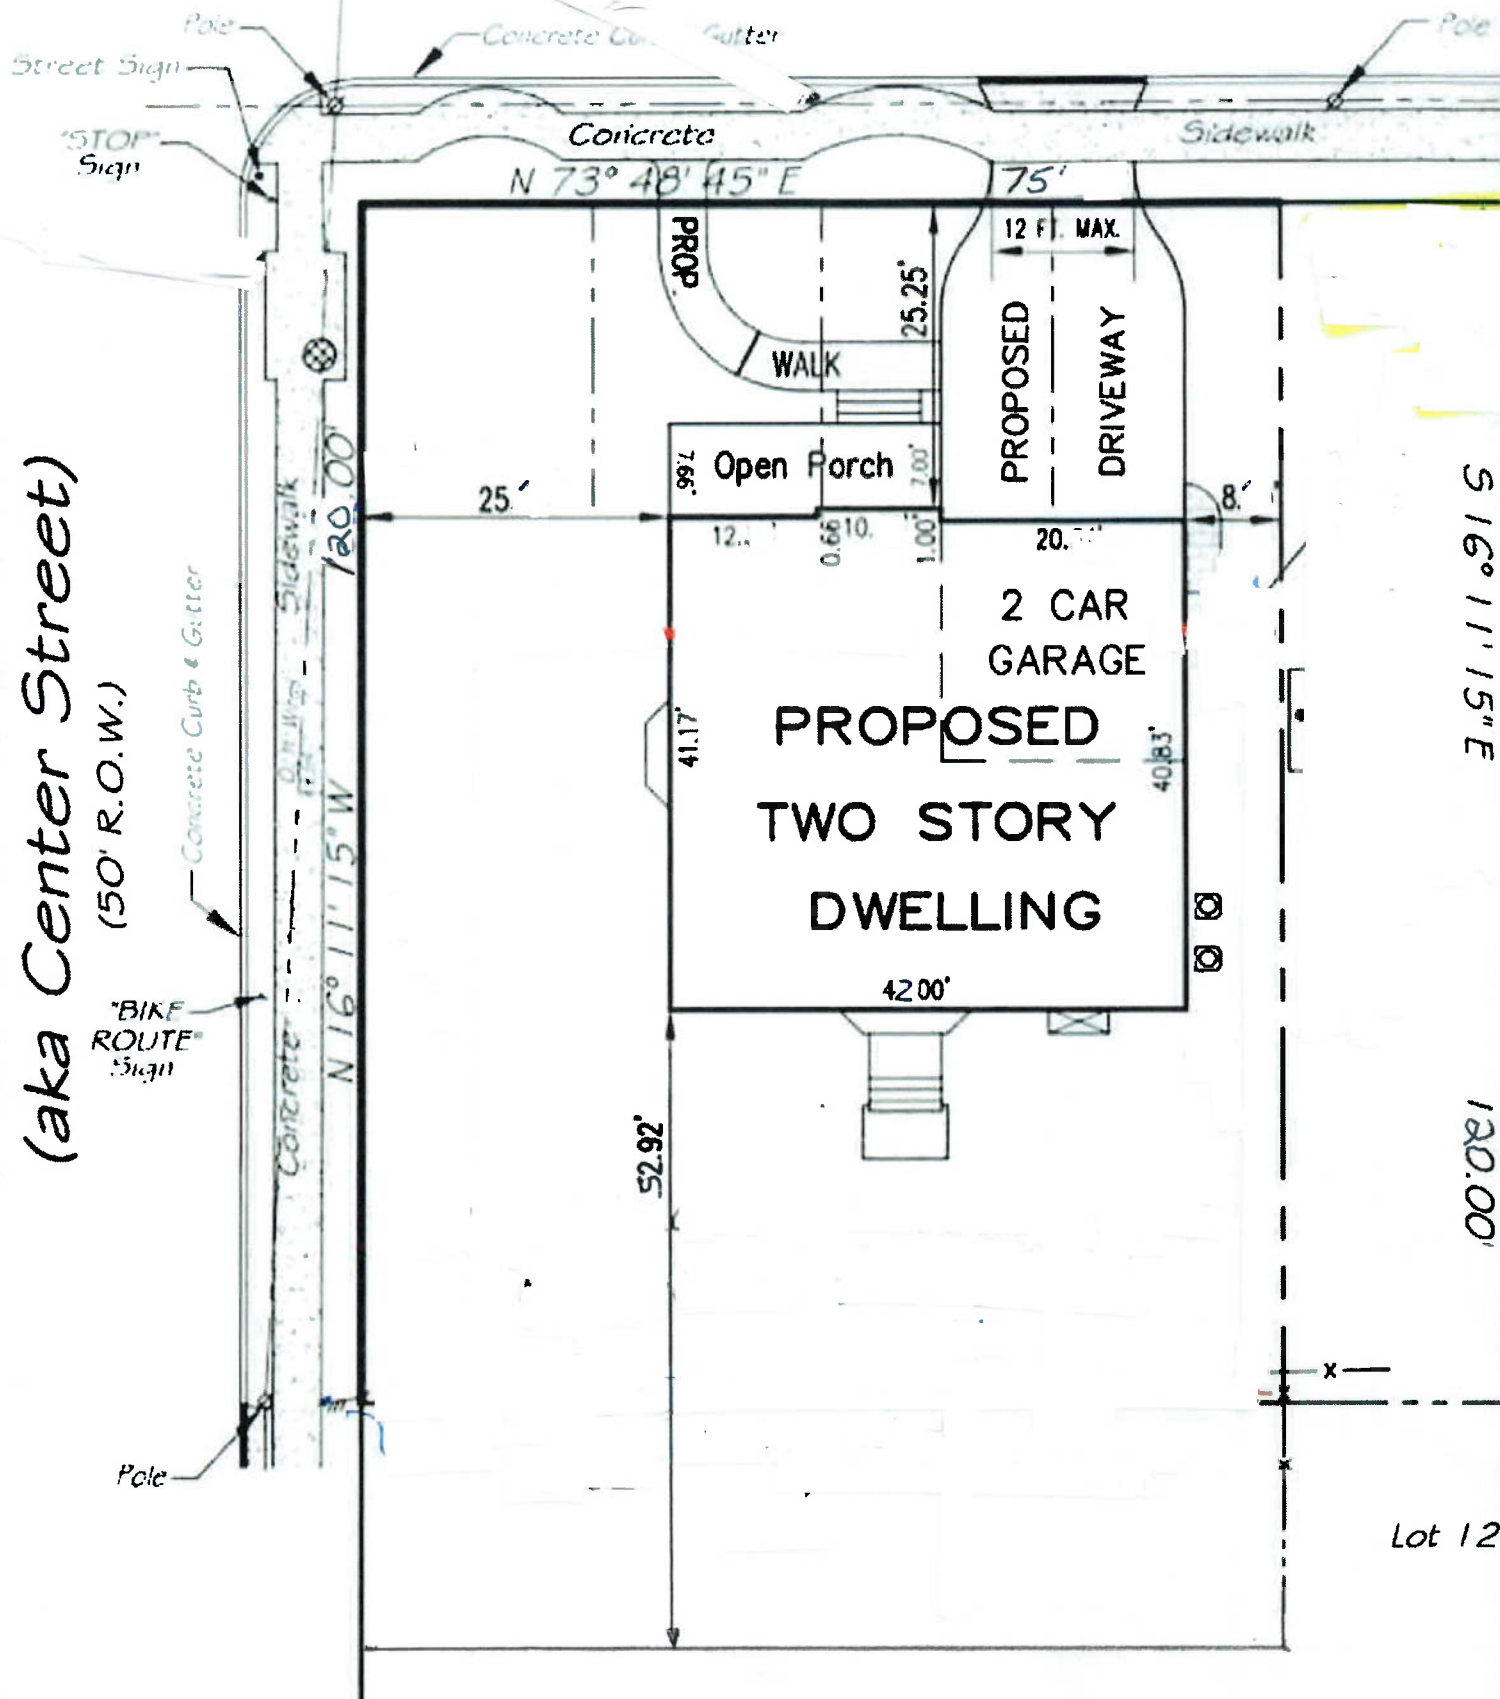 Pole
Concrete Gutter
Pole
Street Sign
"STOP"
Sign
Concrete
Sidewalk
N 73° 48' 45" E
75'
PROP
12 FT. MAX.
25.25'
WALK
PROPOSED
DRIVEWAY
120.00'
Sidewalk
7.66'
Open Porch
7.00'
25.'
8.'
12.
0.66
10.
1.00'
20.
S 16° 11' 15" E
2 CAR
GARAGE
(aka Center Street)
(50' R.O.W.)
Concrete Curb & Gutter
41.17'
PROPOSED
40.83'
TWO STORY
DWELLING
N 16° 11' 15" W
42.00'
"BIKE
ROUTE"
Sign
Concrete
52.92'
120.00'
X
Pole
Lot 12